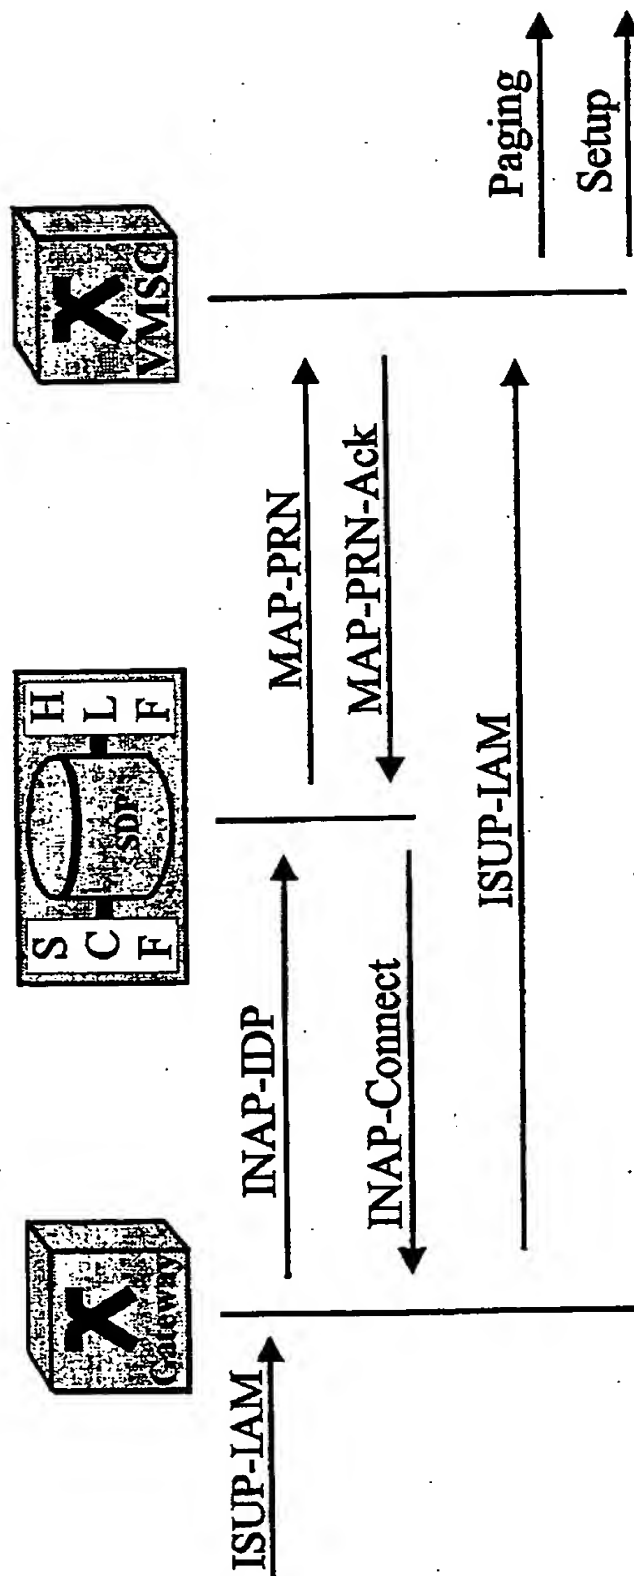 X
Gateway
S
C
F
SDP
H
L
F
X
VMSC
ISUP-IAM
INAP-IDP
MAP-PRN
MAP-PRN-Ack
INAP-Connect
ISUP-IAM
Paging
Setup